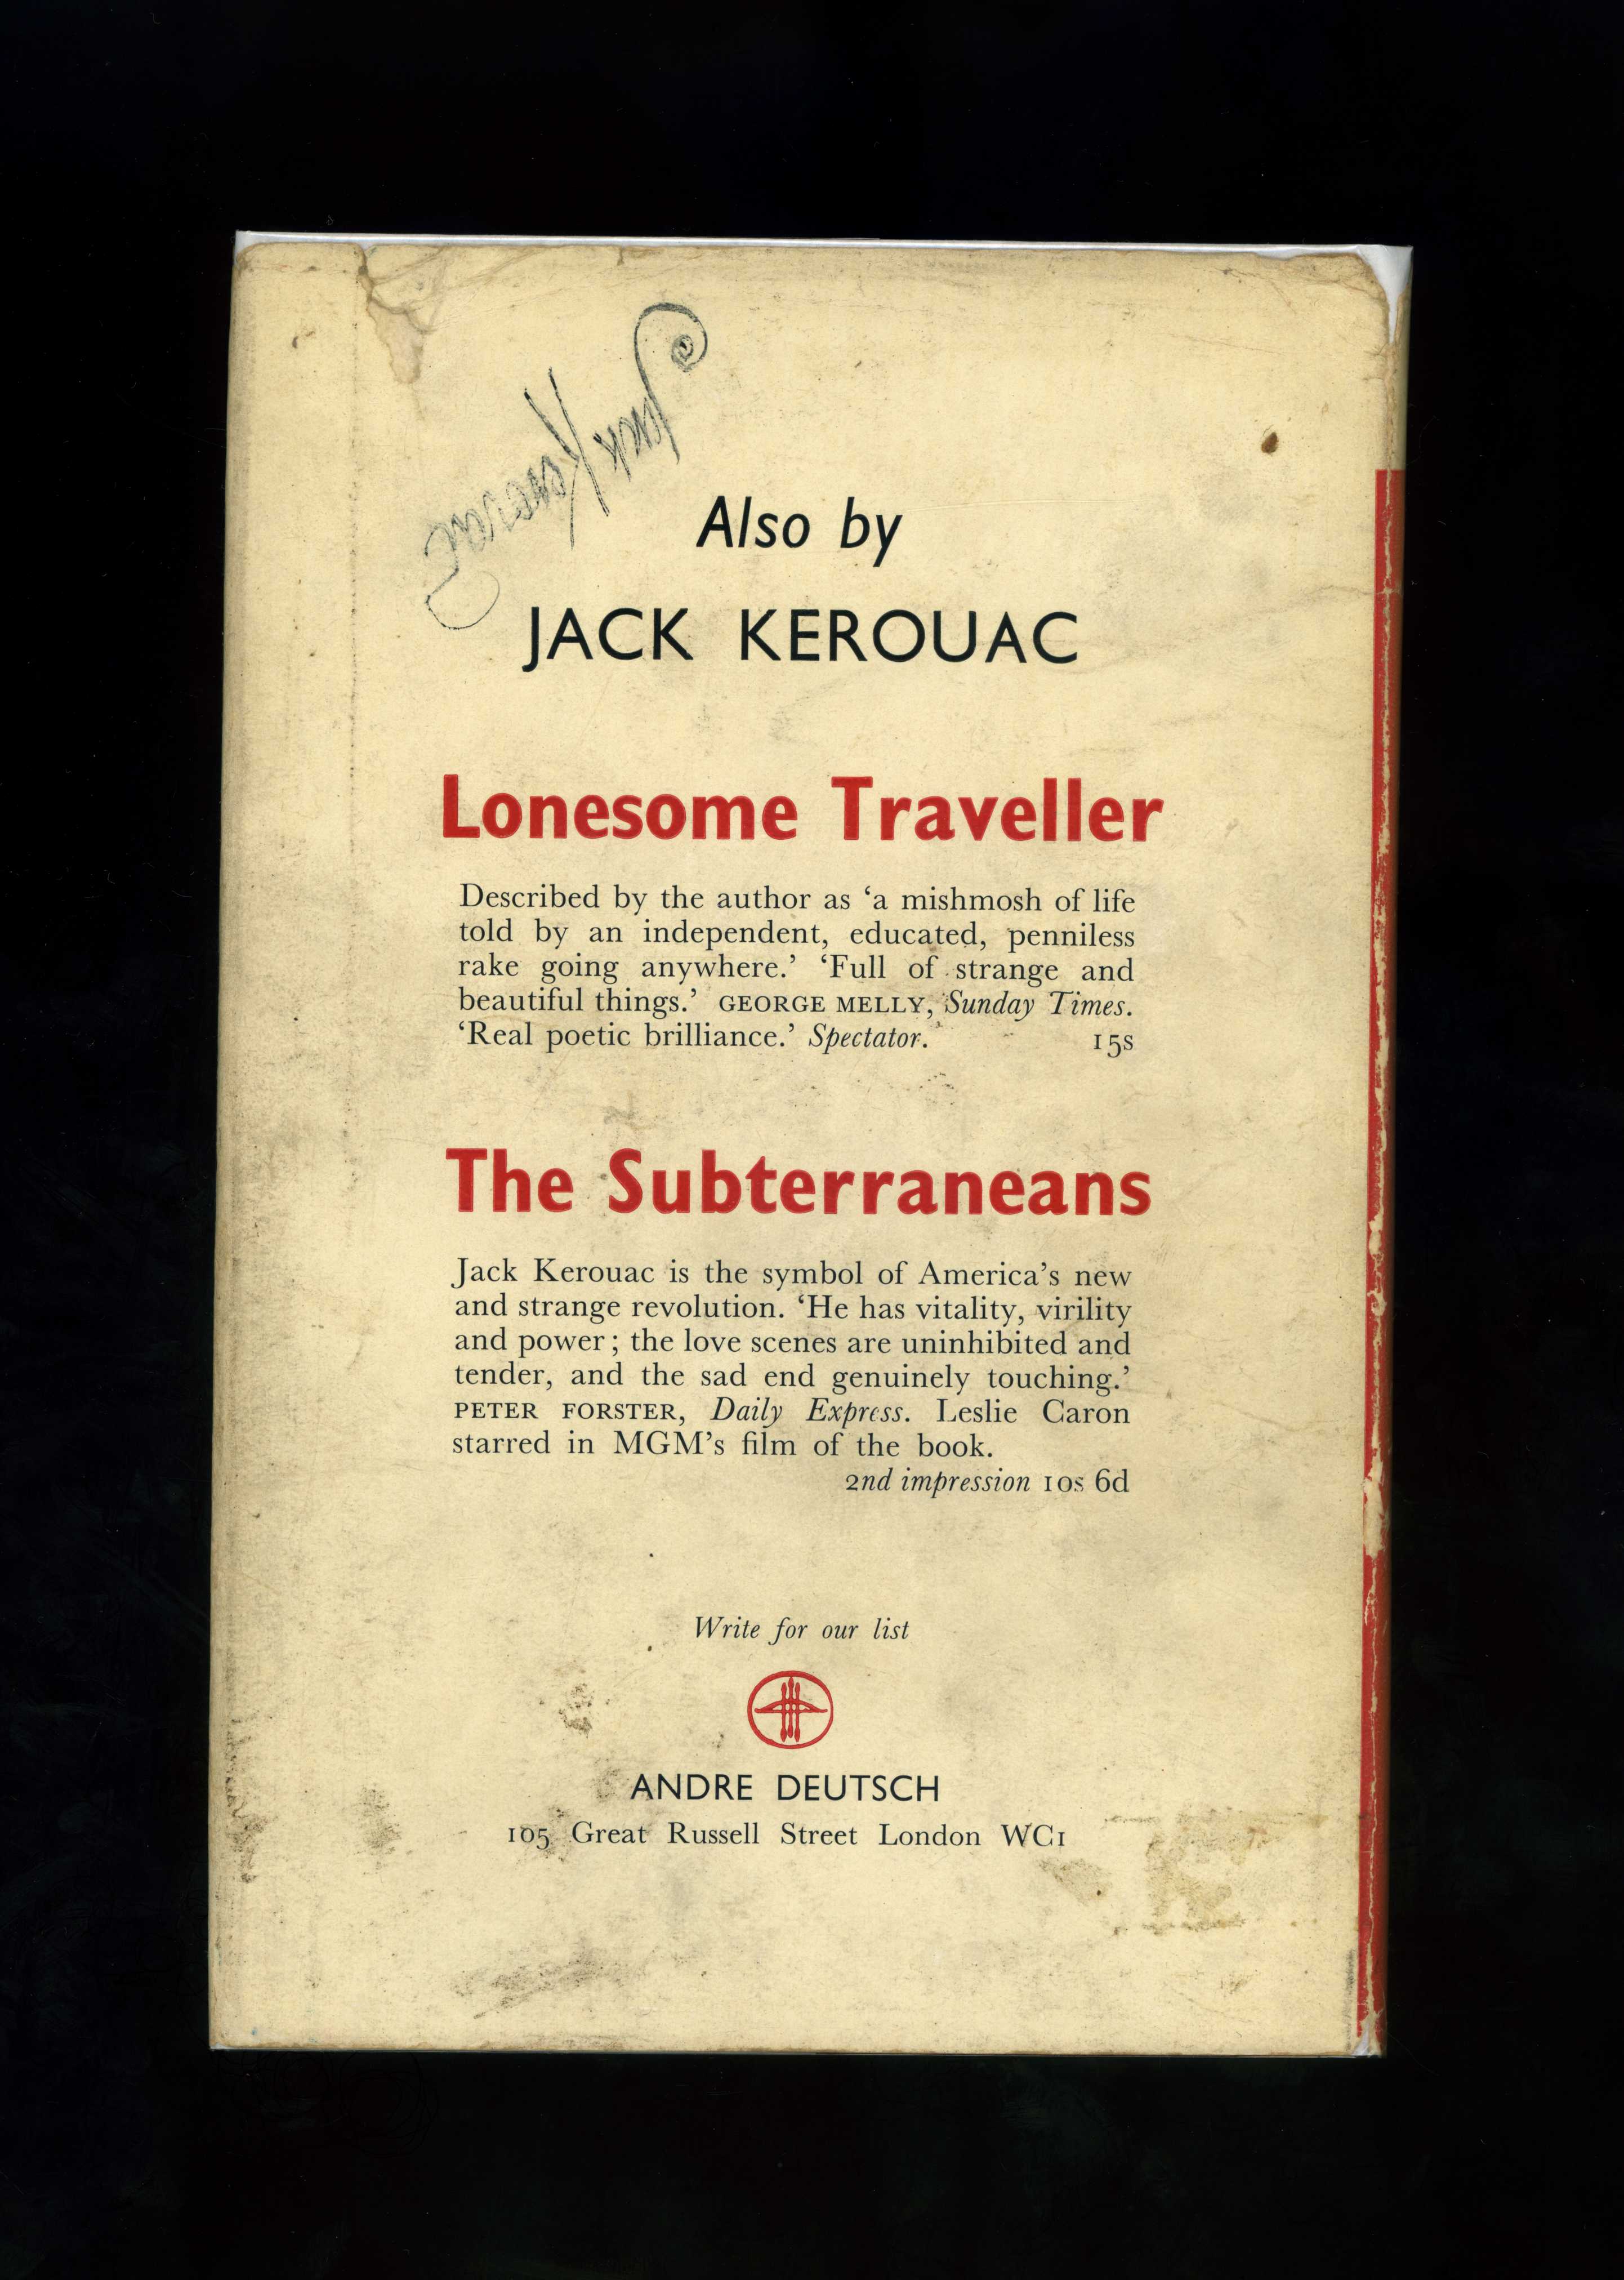 Jack Kerouac
Also by
JACK KEROUAC
Lonesome Traveller
Described by the author as ‘a mishmosh of life
told by an independent, educated, penniless
rake going anywhere.’ ‘Full of strange and
beautiful things.’ GEORGE MELLY, Sunday Times.
‘Real poetic brilliance.’ Spectator. 15s
The Subterraneans
Jack Kerouac is the symbol of America’s new
and strange revolution. ‘He has vitality, virility
and power; the love scenes are uninhibited and
tender, and the sad end genuinely touching.’
PETER FORSTER, Daily Express. Leslie Caron
starred in MGM’s film of the book.
2nd impression 10s 6d
Write for our list
ANDRE DEUTSCH
105 Great Russell Street London WC1